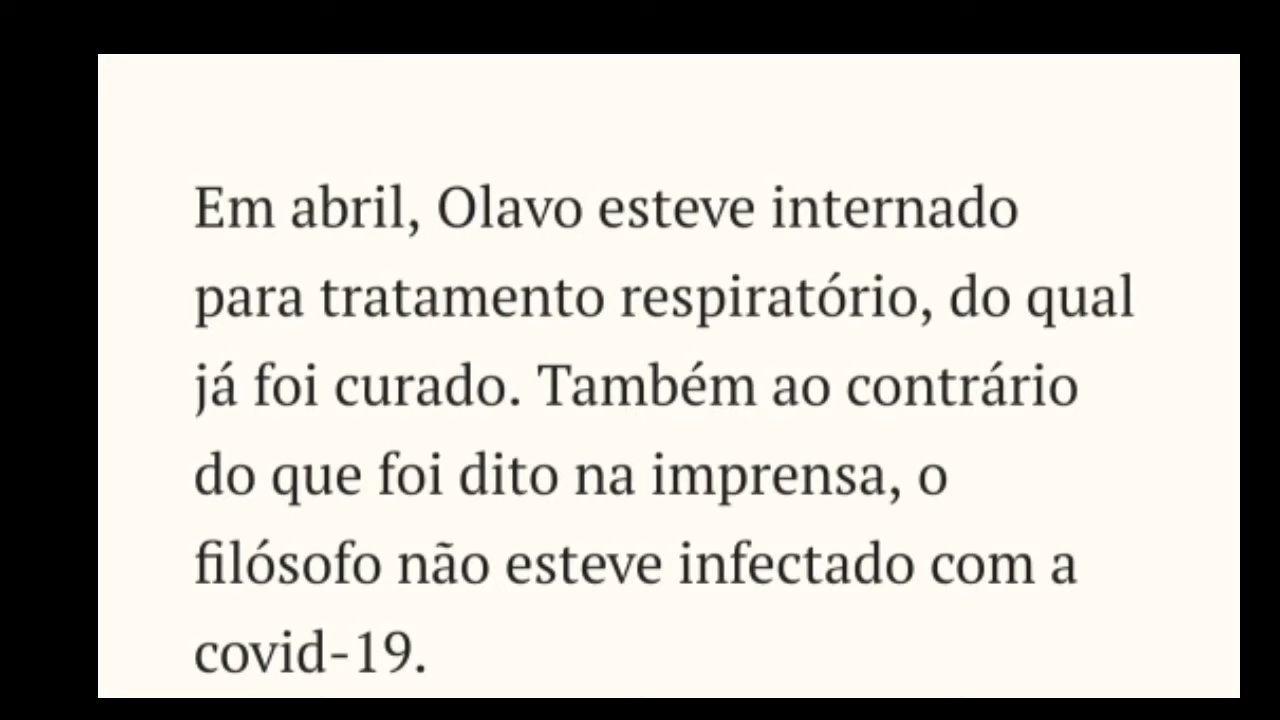 Em abril, Olavo esteve internado
para tratamento respiratório, do qual
já foi curado. Também ao contrário
do que foi dito na imprensa, o
filósofo não esteve infectado com a
covid-19.